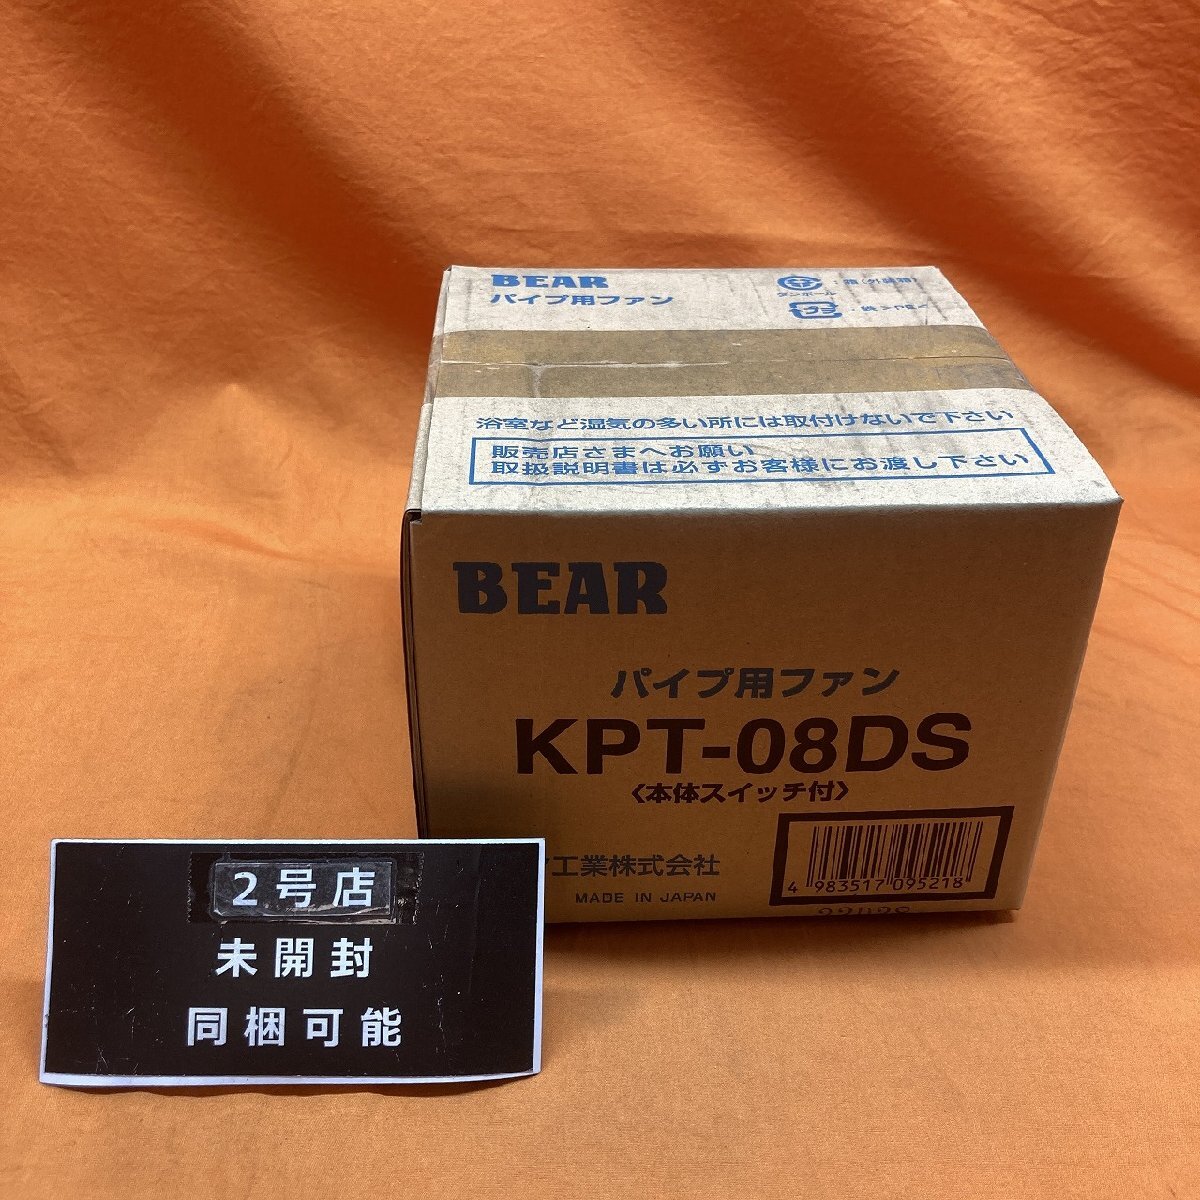 BEAR
パイプ用ファン
ダンボール
浴室など湿気の多い所には取付けないで下さい
販売店さまへお願い
取扱説明書は必ずお客様にお渡し下さい
BEAR
パイプ用ファン
KPT-08DS
〈本体スイッチ付〉
工業株式会社
MADE IN JAPAN
4 983517 095218
2号店
未開封
同梱可能